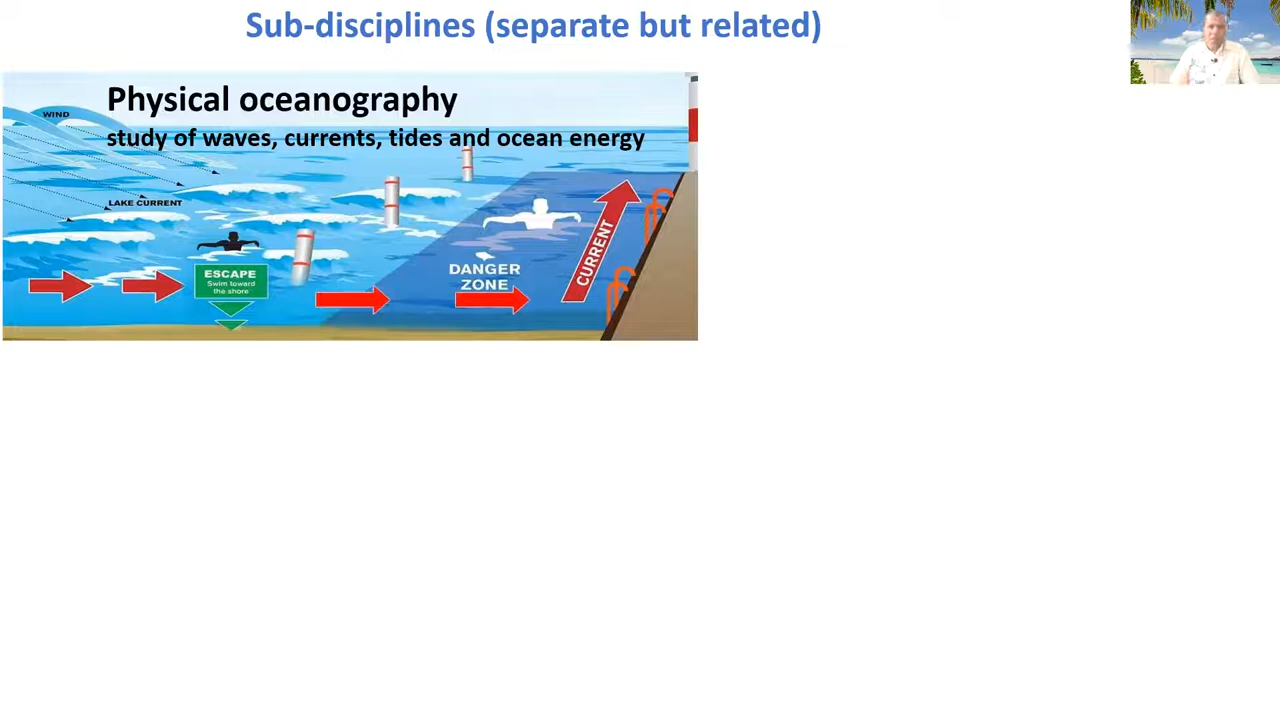 Sub-disciplines (separate but related)
Physical oceanography
study of waves, currents, tides and ocean energy
WIND
LAKE CURRENT
ESCAPE
Swim toward
the shore
DANGER
ZONE
CURRENT